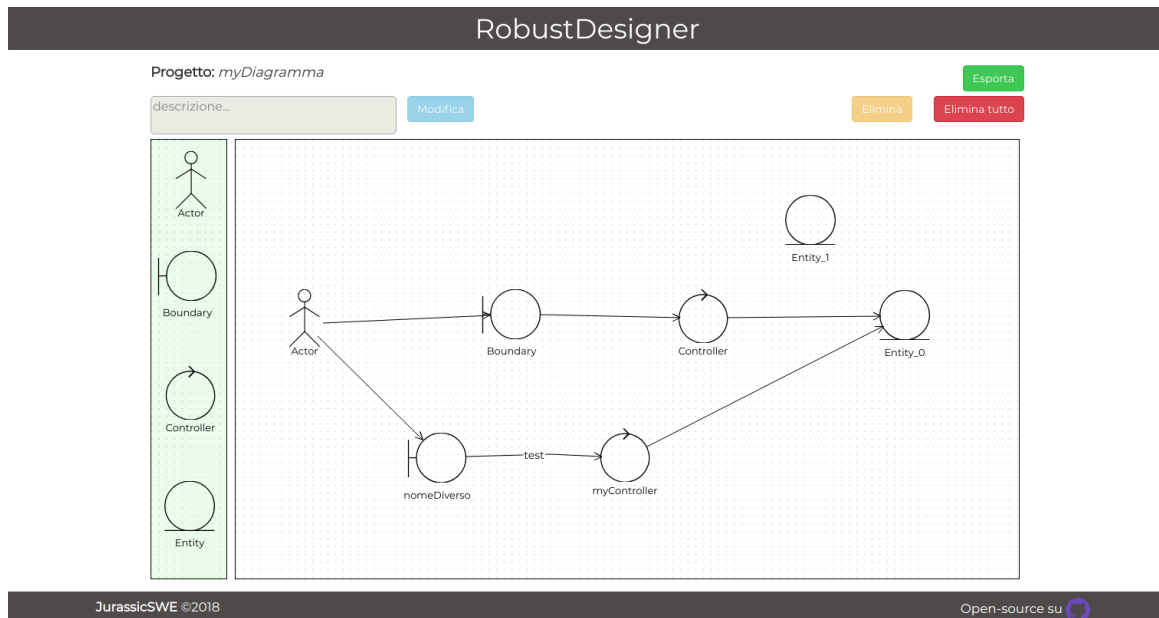 RobustDesigner
Progetto: myDiagramma
Esporta
descrizione...
Modifica
Elimina
Elimina tutto
Actor
Boundary
Controller
Entity
Entity_1
Actor
Boundary
Controller
Entity_0
test
nomeDiverso
myController
JurassicSWE ©2018
Open-source su